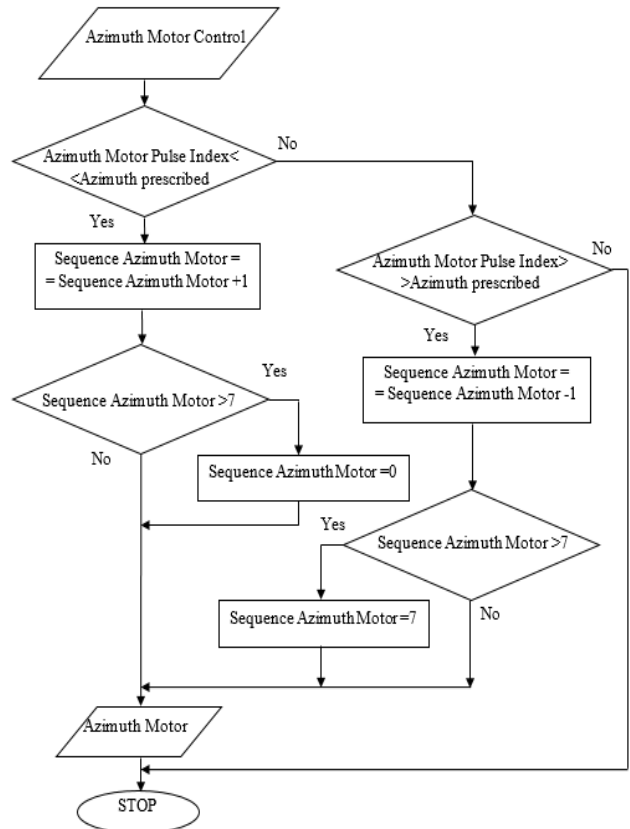 Azimuth Motor Control
Azimuth Motor Pulse Index<
<Azimuth prescribed
No
Yes
Sequence Azimuth Motor =
= Sequence Azimuth Motor +1
Azimuth Motor Pulse Index>
>Azimuth prescribed
No
Yes
Sequence Azimuth Motor =
= Sequence Azimuth Motor -1
Sequence Azimuth Motor >7
Yes
No
Sequence Azimuth Motor =0
Sequence Azimuth Motor >7
Yes
No
Sequence Azimuth Motor =7
Azimuth Motor
STOP